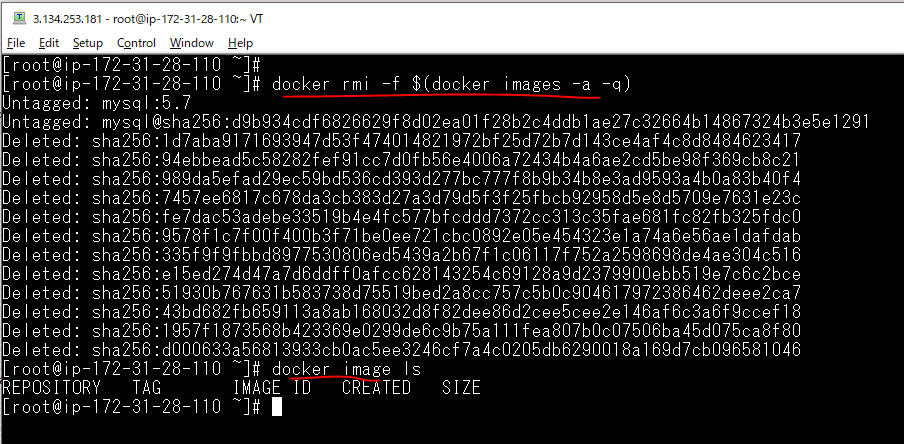 3.134.253.181 - root@ip-172-31-28-110:~ VT
File Edit Setup Control Window Help
[root@ip-172-31-28-110 ~]#
[root@ip-172-31-28-110 ~]# docker rmi -f $(docker images -a -q)
Untagged: mysql:5.7
Untagged: mysql@sha256:d9b934cdf6826629f8d02ea01f28b2c4ddb1ae27c32664b14867324b3e5e1291
Deleted: sha256:1d7aba9171693947d53f474014821972bf25d72b7d143ce4af4c8d8484623417
Deleted: sha256:94ebbead5c58282fef91cc7d0fb56e4006a72434b4a6ae2cd5be98f369cb8c21
Deleted: sha256:989da5efad29ec59bd536cd393d277bc777f8b9b34b8e3ad9593a4b0a83b40f4
Deleted: sha256:7457ee6817c678da3cb383d27a3d79d5f3f25fbcb92958d5e8d5709e7631e23c
Deleted: sha256:fe7dac53adebe33519b4e4fc577bfcddd7372cc313c35fae681fc82fb325fdc0
Deleted: sha256:9578f1c7f00f400b3f71be0ee721cbc0892e05e454323e1a74a6e56ae1dafdab
Deleted: sha256:335f9f9fbbd8977530806ed5439a2b67f1c06117f752a2598698de4ae304c516
Deleted: sha256:e15ed274d47a7d6ddff0afcc628143254c69128a9d2379900ebb519e7c6c2bce
Deleted: sha256:51930b767631b583738d75519bed2a8cc757c5b0c904617972386462deee2ca7
Deleted: sha256:43bd682fb659113a8ab168032d8f82dee86d2cee5cee2e146af6c3a6f9ccef18
Deleted: sha256:1957f1873568b423369e0299de6c9b75a111fea807b0c07506ba45d075ca8f80
Deleted: sha256:d000633a56813933cb0ac5ee3246cf7a4c0205db6290018a169d7cb096581046
[root@ip-172-31-28-110 ~]# docker image ls
REPOSITORY TAG IMAGE ID CREATED SIZE
[root@ip-172-31-28-110 ~]#